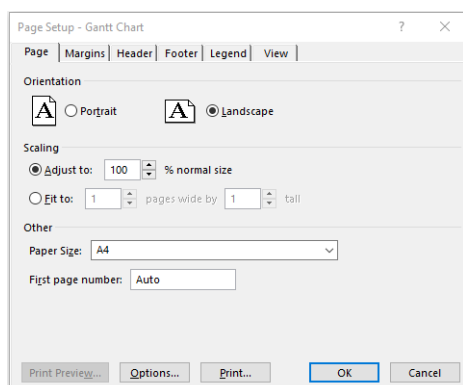 Page Setup - Gantt Chart ? ×
Page Margins Header Footer Legend View
Orientation
A Portrait A Landscape
Scaling
Adjust to: 100 % normal size
Fit to: 1 pages wide by 1 tall
Other
Paper Size: A4
First page number: Auto
Print Preview... Options... Print... OK Cancel